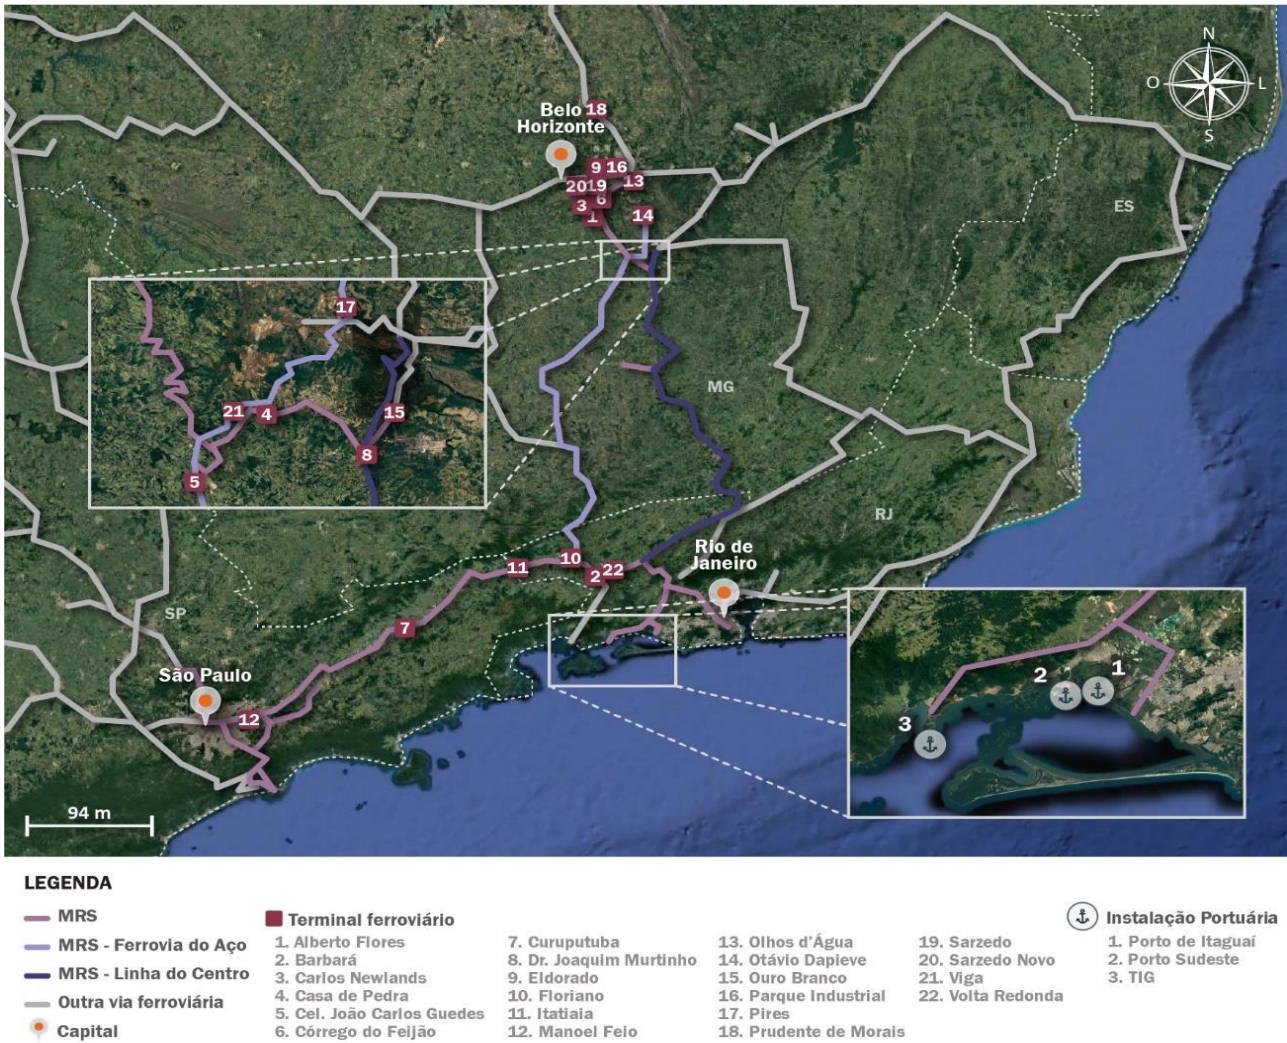 N
O
L
S
18
Belo
Horizonte
9
16
20
19
13
3
6
1
14
ES
17
21
4
15
8
5
MG
RJ
10
11
2
22
Rio de
Janeiro
SP
7
São Paulo
12
2
1
3
94 m
LEGENDA
MRS
MRS - Ferrovia do Aço
MRS - Linha do Centro
Outra via ferroviária
Capital
Terminal ferroviário
1. Alberto Flores
2. Barbará
3. Carlos Newlands
4. Casa de Pedra
5. Cel. João Carlos Guedes
6. Córrego do Feijão
7. Curuputuba
8. Dr. Joaquim Murtinho
9. Eldorado
10. Floriano
11. Itatiaia
12. Manoel Feio
13. Olhos d'Água
14. Otávio Dapieve
15. Ouro Branco
16. Parque Industrial
17. Pires
18. Prudente de Morais
19. Sarzedo
20. Sarzedo Novo
21. Viga
22. Volta Redonda
Instalação Portuária
1. Porto de Itaguaí
2. Porto Sudeste
3. TIG